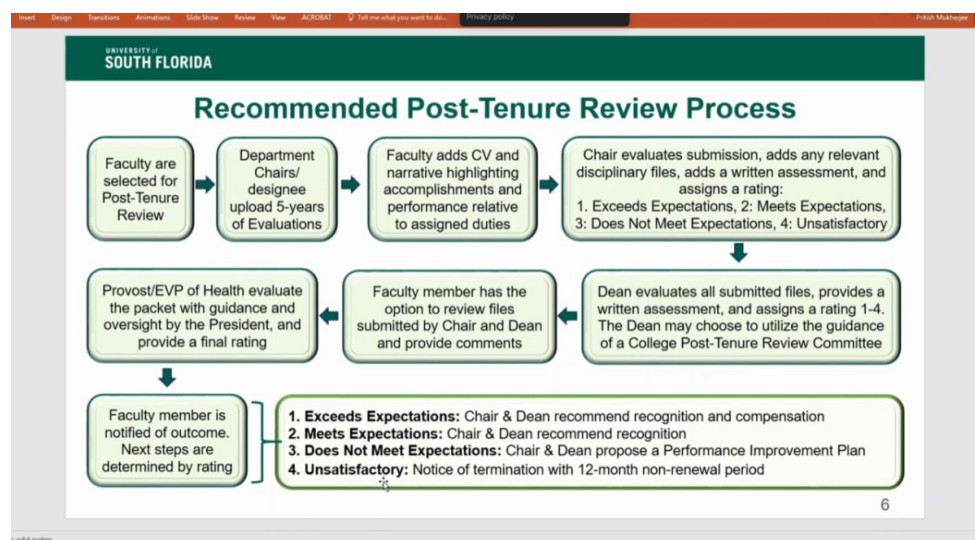 Insert Design Transitions Animations Slide Show Review View ACROBAT Tell me what you want to do... Privacy policy Pritish Mukherjee
UNIVERSITY of
SOUTH FLORIDA
Recommended Post-Tenure Review Process
Faculty are
selected for
Post-Tenure
Review
Department
Chairs/
designee
upload 5-years
of Evaluations
Faculty adds CV and
narrative highlighting
accomplishments and
performance relative
to assigned duties
Chair evaluates submission, adds any relevant
disciplinary files, adds a written assessment, and
assigns a rating:
1. Exceeds Expectations, 2: Meets Expectations,
3: Does Not Meet Expectations, 4: Unsatisfactory
Dean evaluates all submitted files, provides a
written assessment, and assigns a rating 1-4.
The Dean may choose to utilize the guidance
of a College Post-Tenure Review Committee
Faculty member has the
option to review files
submitted by Chair and Dean
and provide comments
Provost/EVP of Health evaluate
the packet with guidance and
oversight by the President, and
provide a final rating
Faculty member is
notified of outcome.
Next steps are
determined by rating
1. Exceeds Expectations: Chair & Dean recommend recognition and compensation
2. Meets Expectations: Chair & Dean recommend recognition
3. Does Not Meet Expectations: Chair & Dean propose a Performance Improvement Plan
4. Unsatisfactory: Notice of termination with 12-month non-renewal period
6
add notes